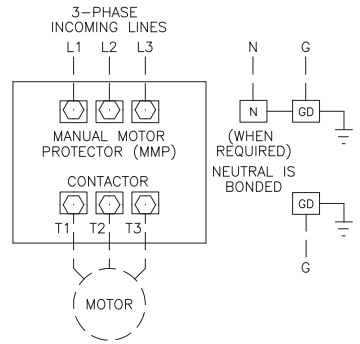 3-PHASE
INCOMING LINES
L1 L2 L3 N G
N GD
MANUAL MOTOR
PROTECTOR (MMP)
(WHEN
REQUIRED)
NEUTRAL IS
BONDED
CONTACTOR
GD
T1 T2 T3
G
MOTOR